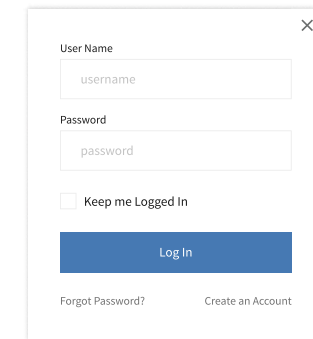 User Name
username
Password
password
Keep me Logged In
Log In
Forgot Password? Create an Account